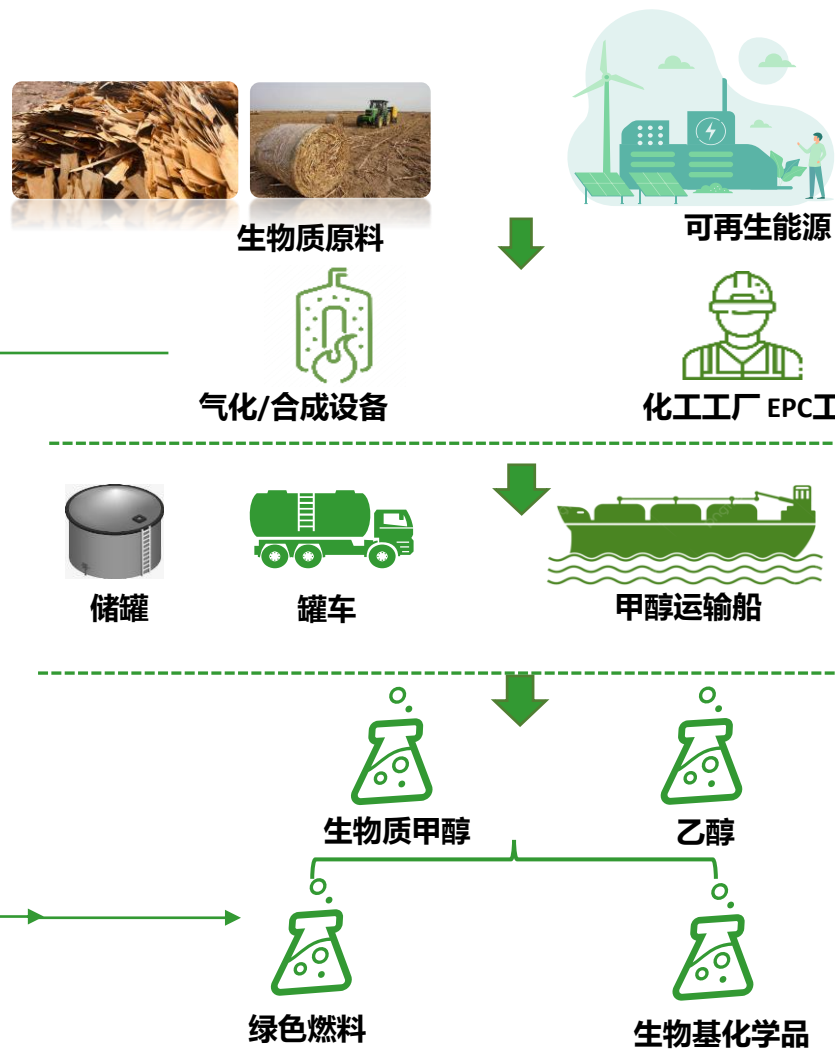 生物质原料
可再生能源
气化/合成设备
化工工厂 EPC工
储罐
罐车
甲醇运输船
生物质甲醇
乙醇
绿色燃料
生物基化学品